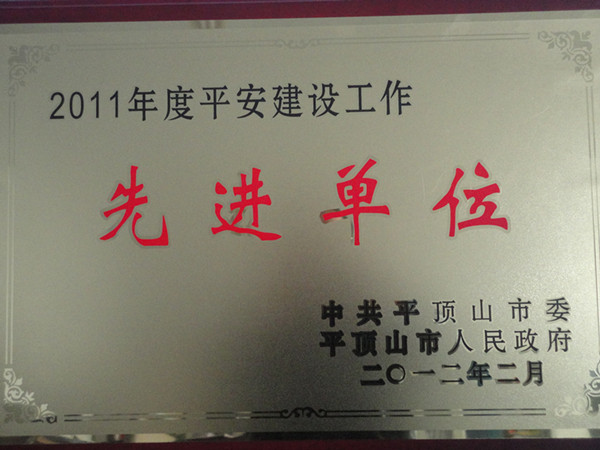 2011年度平安建设工作
先进单位
中共平顶山市委
平顶山市人民政府
二〇一二年二月